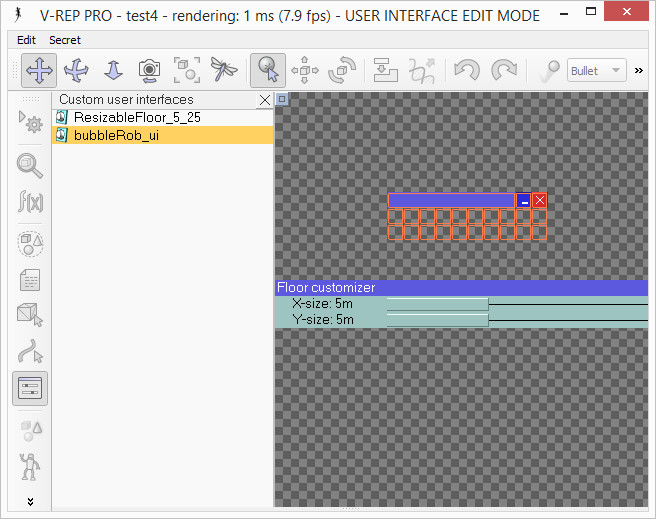 V-REP PRO - test4 - rendering: 1 ms (7.9 fps) - USER INTERFACE EDIT MODE
Edit Secret
Bullet
Custom user interfaces
ResizableFloor_5_25
bubbleRob_ui
f(x)
Floor customizer
X-size: 5m
Y-size: 5m